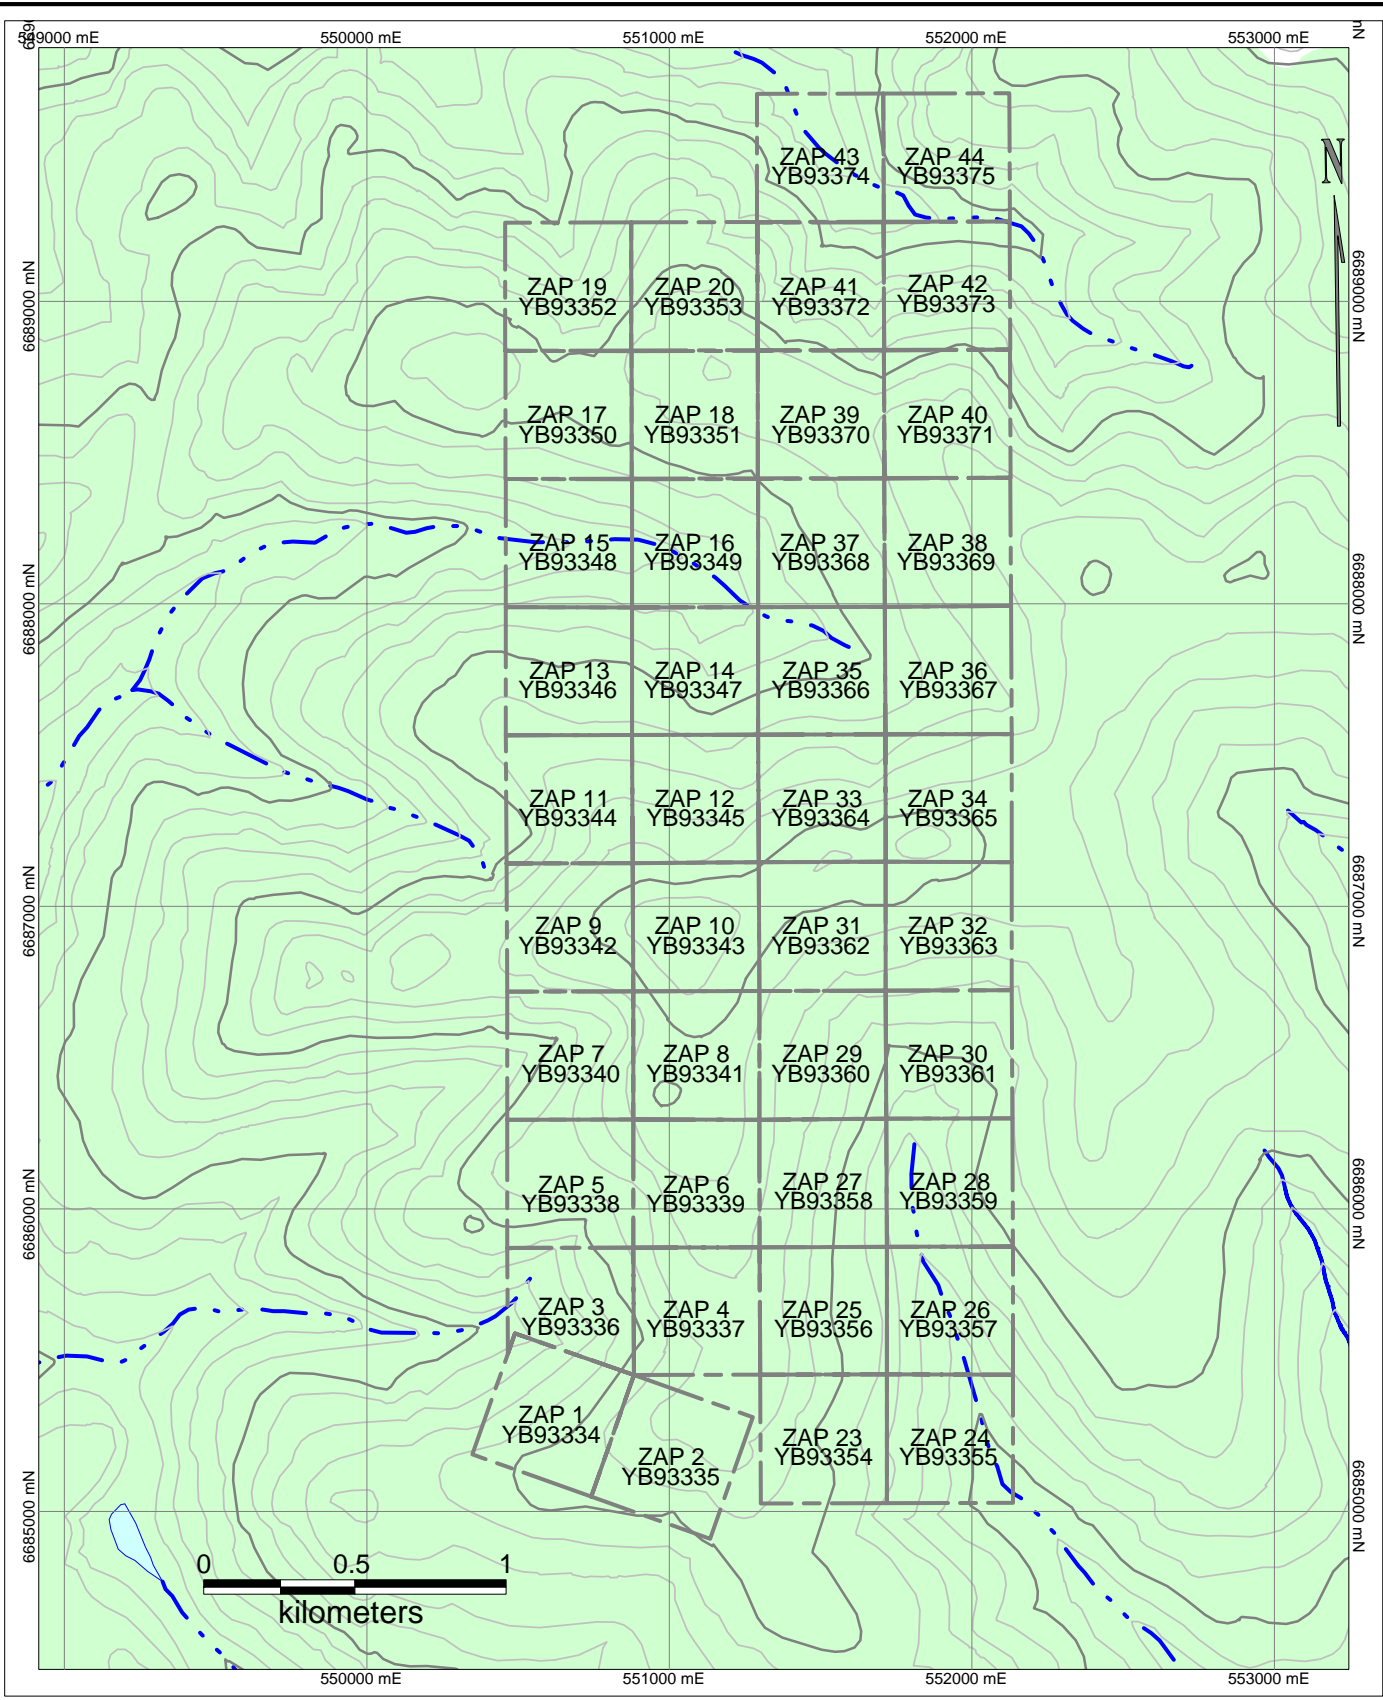 549000 mE
550000 mE
551000 mE
552000 mE
553000 mE
N
ZAP 43
YB93374
ZAP 44
YB93375
ZAP 19
YB93352
ZAP 20
YB93353
ZAP 41
YB93372
ZAP 42
YB93373
6689000 mN
6689000 mN
ZAP 17
YB93350
ZAP 18
YB93351
ZAP 39
YB93370
ZAP 40
YB93371
ZAP 15
YB93348
ZAP 16
YB93349
ZAP 37
YB93368
ZAP 38
YB93369
6688000 mN
6688000 mN
ZAP 13
YB93346
ZAP 14
YB93347
ZAP 35
YB93366
ZAP 36
YB93367
ZAP 11
YB93344
ZAP 12
YB93345
ZAP 33
YB93364
ZAP 34
YB93365
6687000 mN
6687000 mN
ZAP 9
YB93342
ZAP 10
YB93343
ZAP 31
YB93362
ZAP 32
YB93363
ZAP 7
YB93340
ZAP 8
YB93341
ZAP 29
YB93360
ZAP 30
YB93361
ZAP 5
YB93338
ZAP 6
YB93339
ZAP 27
YB93358
ZAP 28
YB93359
6686000 mN
6686000 mN
ZAP 3
YB93336
ZAP 4
YB93337
ZAP 25
YB93356
ZAP 26
YB93357
ZAP 1
YB93334
ZAP 2
YB93335
ZAP 23
YB93354
ZAP 24
YB93355
6685000 mN
6685000 mN
0 0.5 1
kilometers
550000 mE
551000 mE
552000 mE
553000 mE